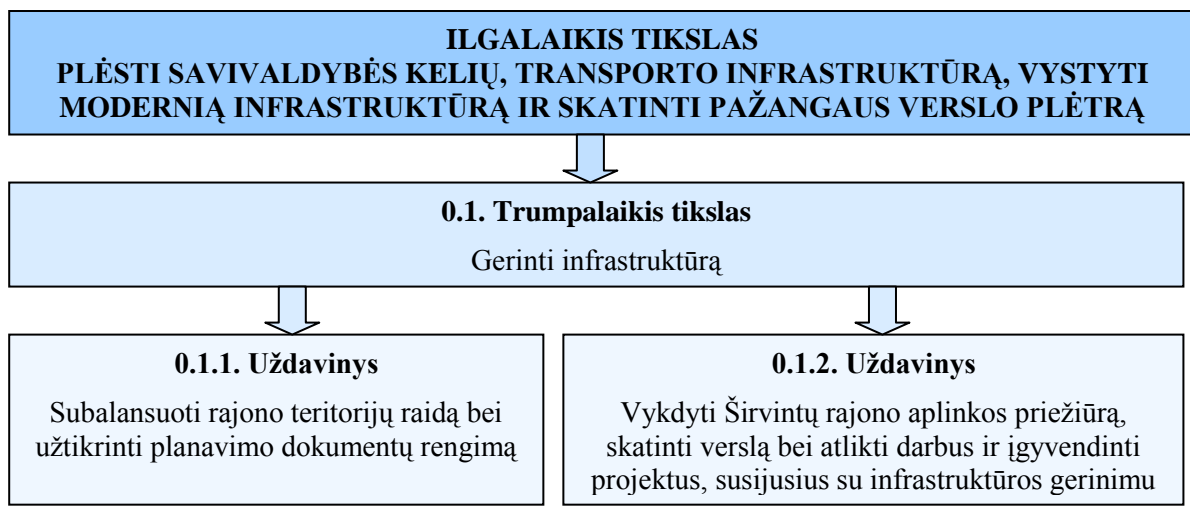 ILGALAIKIS TIKSLAS
PLĖSTI SAVIVALDYBĖS KELIŲ, TRANSPORTO INFRASTRUKTŪRĄ, VYSTYTI
MODERNIĄ INFRASTRUKTŪRĄ IR SKATINTI PAŽANGAUS VERSLO PLĖTRĄ
0.1. Trumpalaikis tikslas
Gerinti infrastruktūrą
0.1.1. Uždavinys
Subalansuoti rajono teritorijų raidą bei
užtikrinti planavimo dokumentų rengimą
0.1.2. Uždavinys
Vykdyti Širvintų rajono aplinkos priežiūrą,
skatinti verslą bei atlikti darbus ir įgyvendinti
projektus, susijusius su infrastruktūros gerinimu